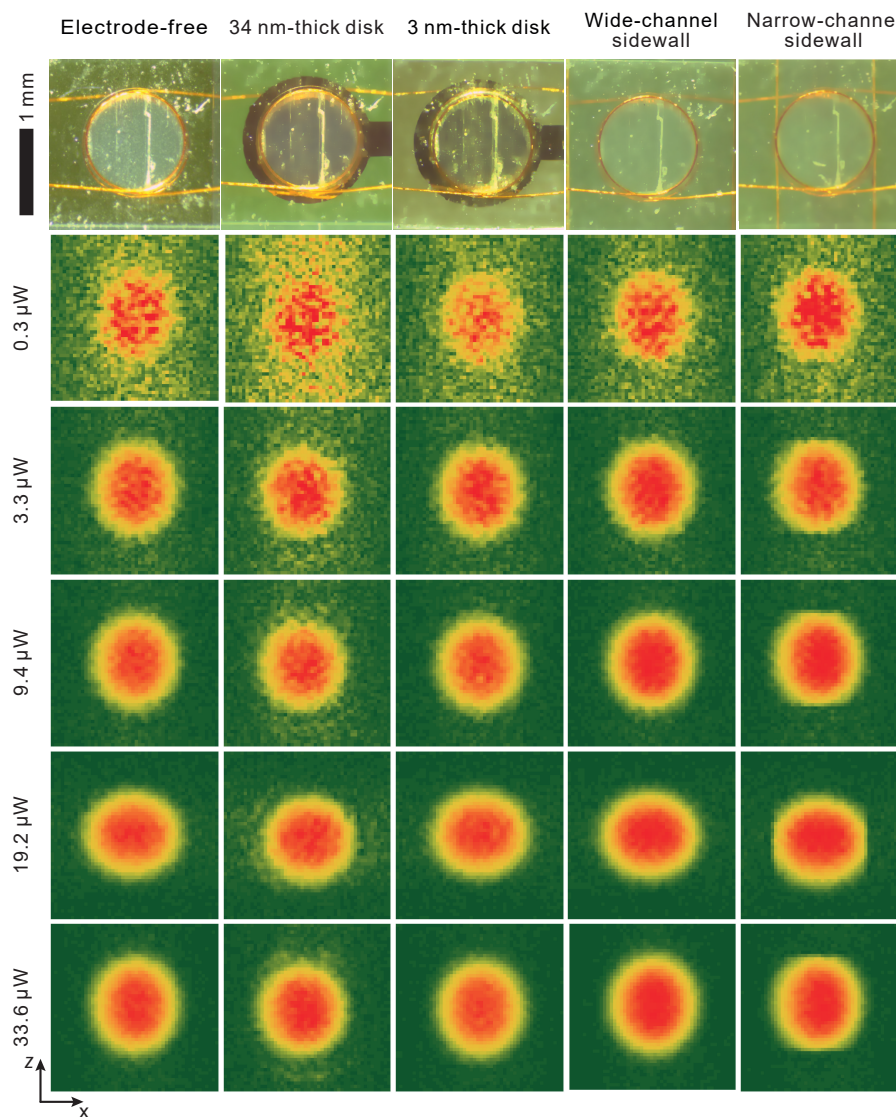 Electrode-free
34 nm-thick disk
3 nm-thick disk
Wide-channel
sidewall
Narrow-channe
sidewall
1 mm
0.3 µW
3.3 µW
9.4 µW
19.2 µW
33.6 µW
z
x